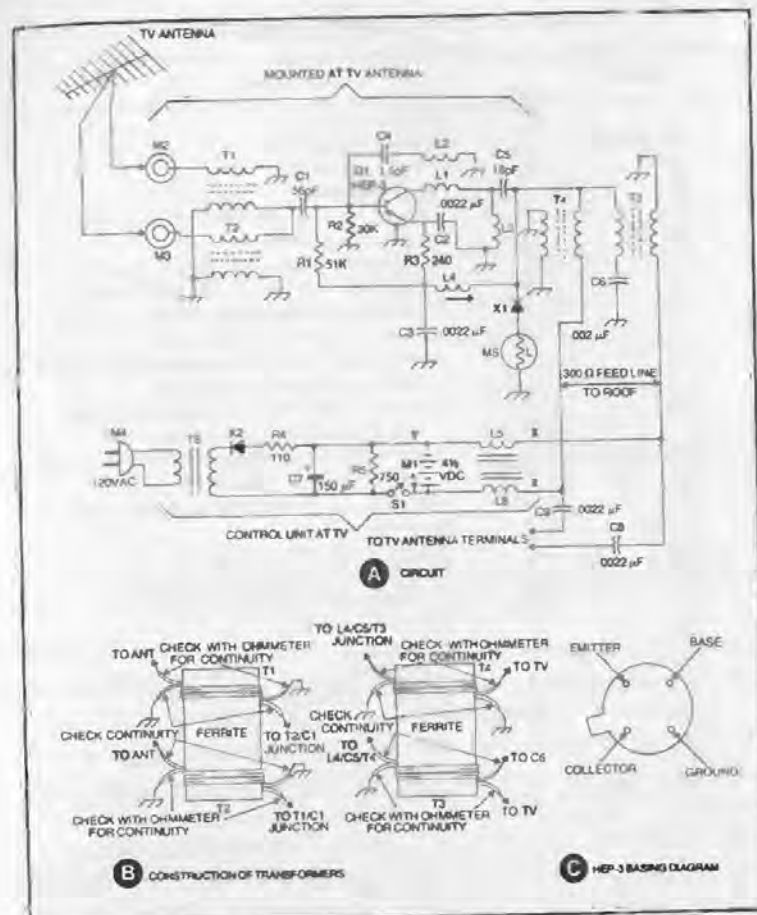 TV ANTENNA
MOUNTED AT TV ANTENNA
M2
T1
C1
56pF
C4
Q1
HEP-3
L2
L1
C5
18pF
.0022 µF
C2
T4
R2
30K
M3
T2
R1
51K
R3
240
L4
X1
C6
C3
.0022 µF
M5
L
.002 µF
300 Ω FEED LINE
TO ROOF
M4
120VAC
X2
R4
110
150 µF
R5
750
Y
M1
4½
VDC
Y
S1
L5
X
X
CONTROL UNIT AT TV
C9
.0022 µF
TO TV ANTENNA TERMINALS
C8
.0022 µF
A CIRCUIT
TO ANT
CHECK WITH OHMMETER
FOR CONTINUITY
T1
CHECK CONTINUITY
FERRITE
TO T2/C1
JUNCTION
TO ANT
T2
CHECK WITH OHMMETER
FOR CONTINUITY
TO T1/C1
JUNCTION
B CONSTRUCTION OF TRANSFORMERS
TO L4/C5/T3
JUNCTION
CHECK WITH OHMMETER
FOR CONTINUITY
T4
TO TV
CHECK
CONTINUITY
FERRITE
TO
L4/C5/T4
TO C6
T3
CHECK WITH OHMMETER
FOR CONTINUITY
TO TV
EMITTER
BASE
COLLECTOR
GROUND
C HEP-3 BASING DIAGRAM